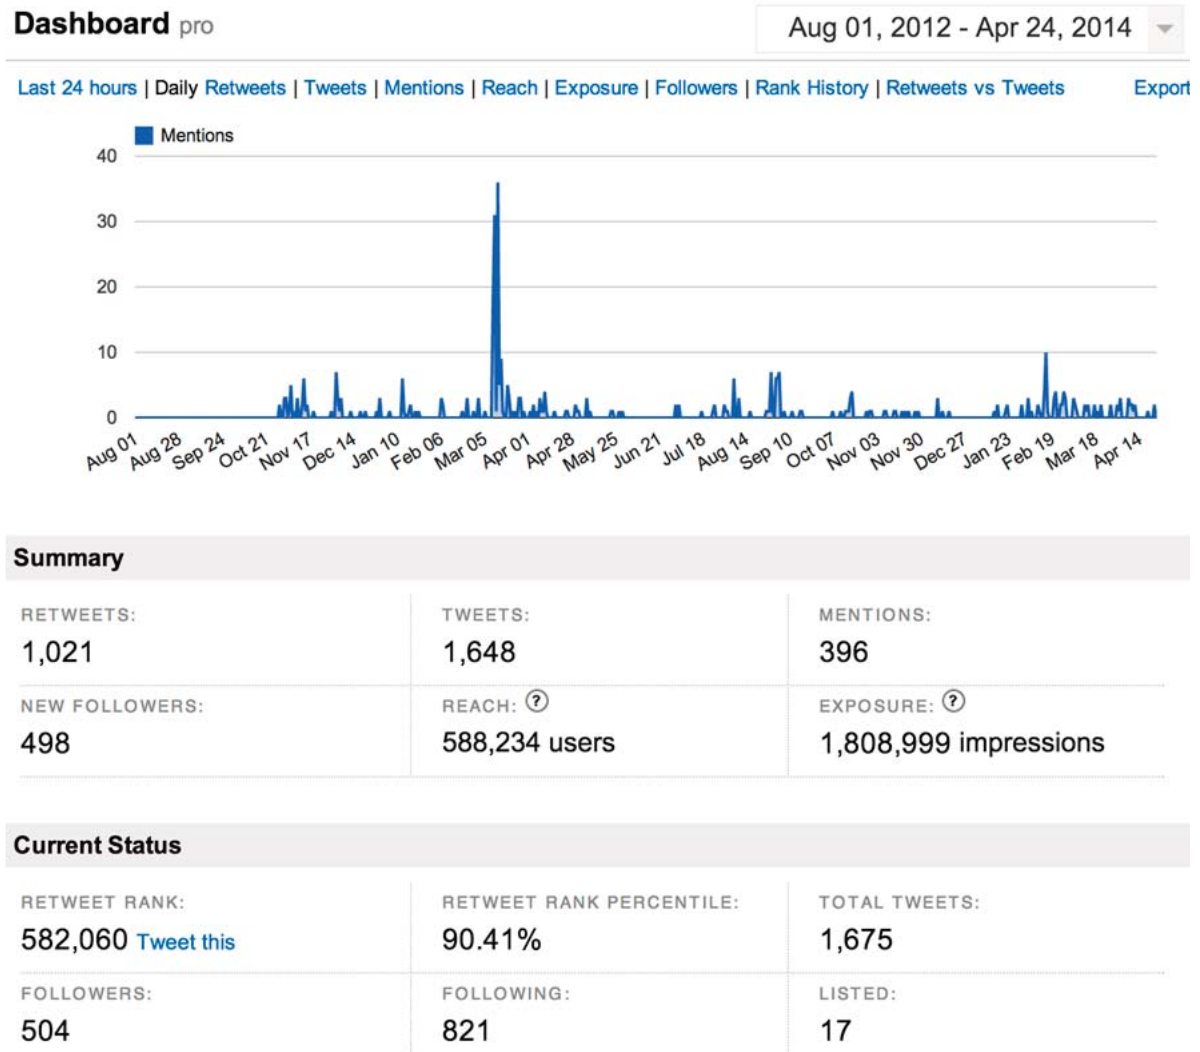 Dashboard pro
Aug 01, 2012 - Apr 24, 2014
Last 24 hours | Daily Retweets | Tweets | Mentions | Reach | Exposure | Followers | Rank History | Retweets vs Tweets Export
Mentions
40
30
20
10
0
Aug 01 Aug 28 Sep 24 Oct 21 Nov 17 Dec 14 Jan 10 Feb 06 Mar 05 Apr 01 Apr 28 May 25 Jun 21 Jul 18 Aug 14 Sep 10 Oct 07 Nov 03 Nov 30 Dec 27 Jan 23 Feb 19 Mar 18 Apr 14
Summary
RETWEETS: TWEETS: MENTIONS:
1,021 1,648 396
NEW FOLLOWERS: REACH: ? EXPOSURE: ?
498 588,234 users 1,808,999 impressions
Current Status
RETWEET RANK: RETWEET RANK PERCENTILE: TOTAL TWEETS:
582,060 Tweet this 90.41% 1,675
FOLLOWERS: FOLLOWING: LISTED:
504 821 17